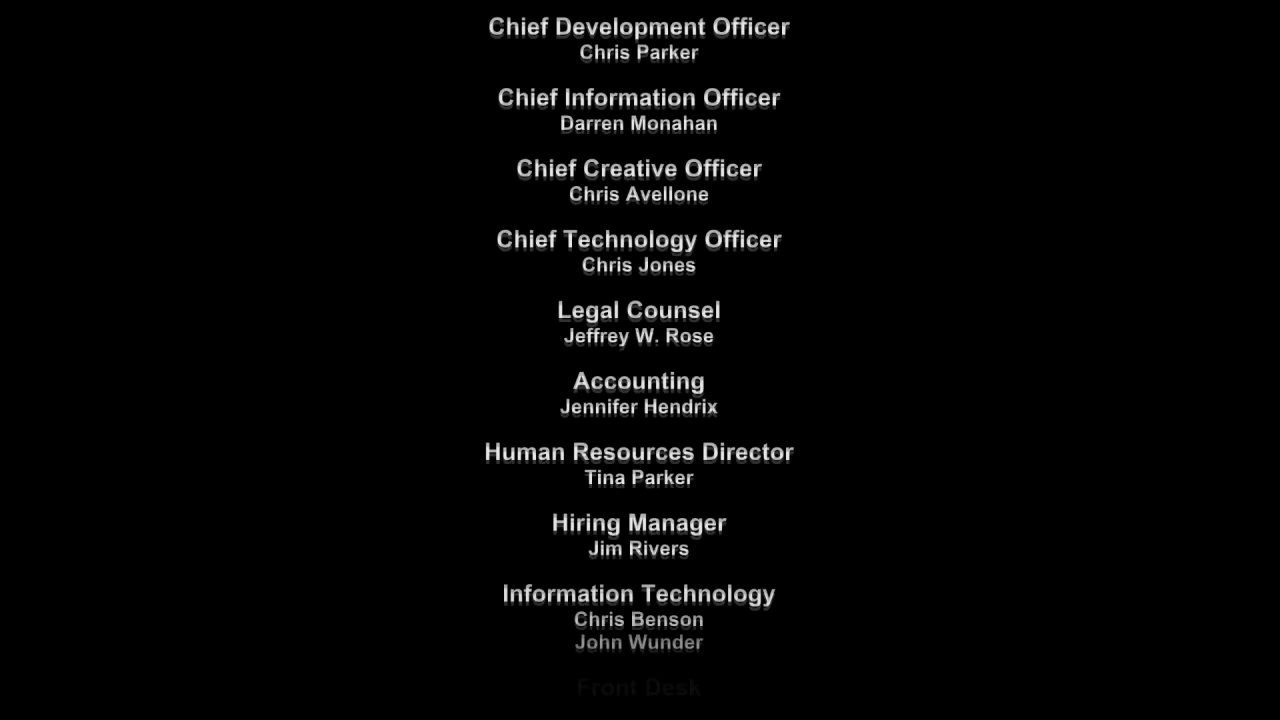 Chief Development Officer
Chris Parker
Chief Information Officer
Darren Monahan
Chief Creative Officer
Chris Avellone
Chief Technology Officer
Chris Jones
Legal Counsel
Jeffrey W. Rose
Accounting
Jennifer Hendrix
Human Resources Director
Tina Parker
Hiring Manager
Jim Rivers
Information Technology
Chris Benson
John Wunder
Front Desk